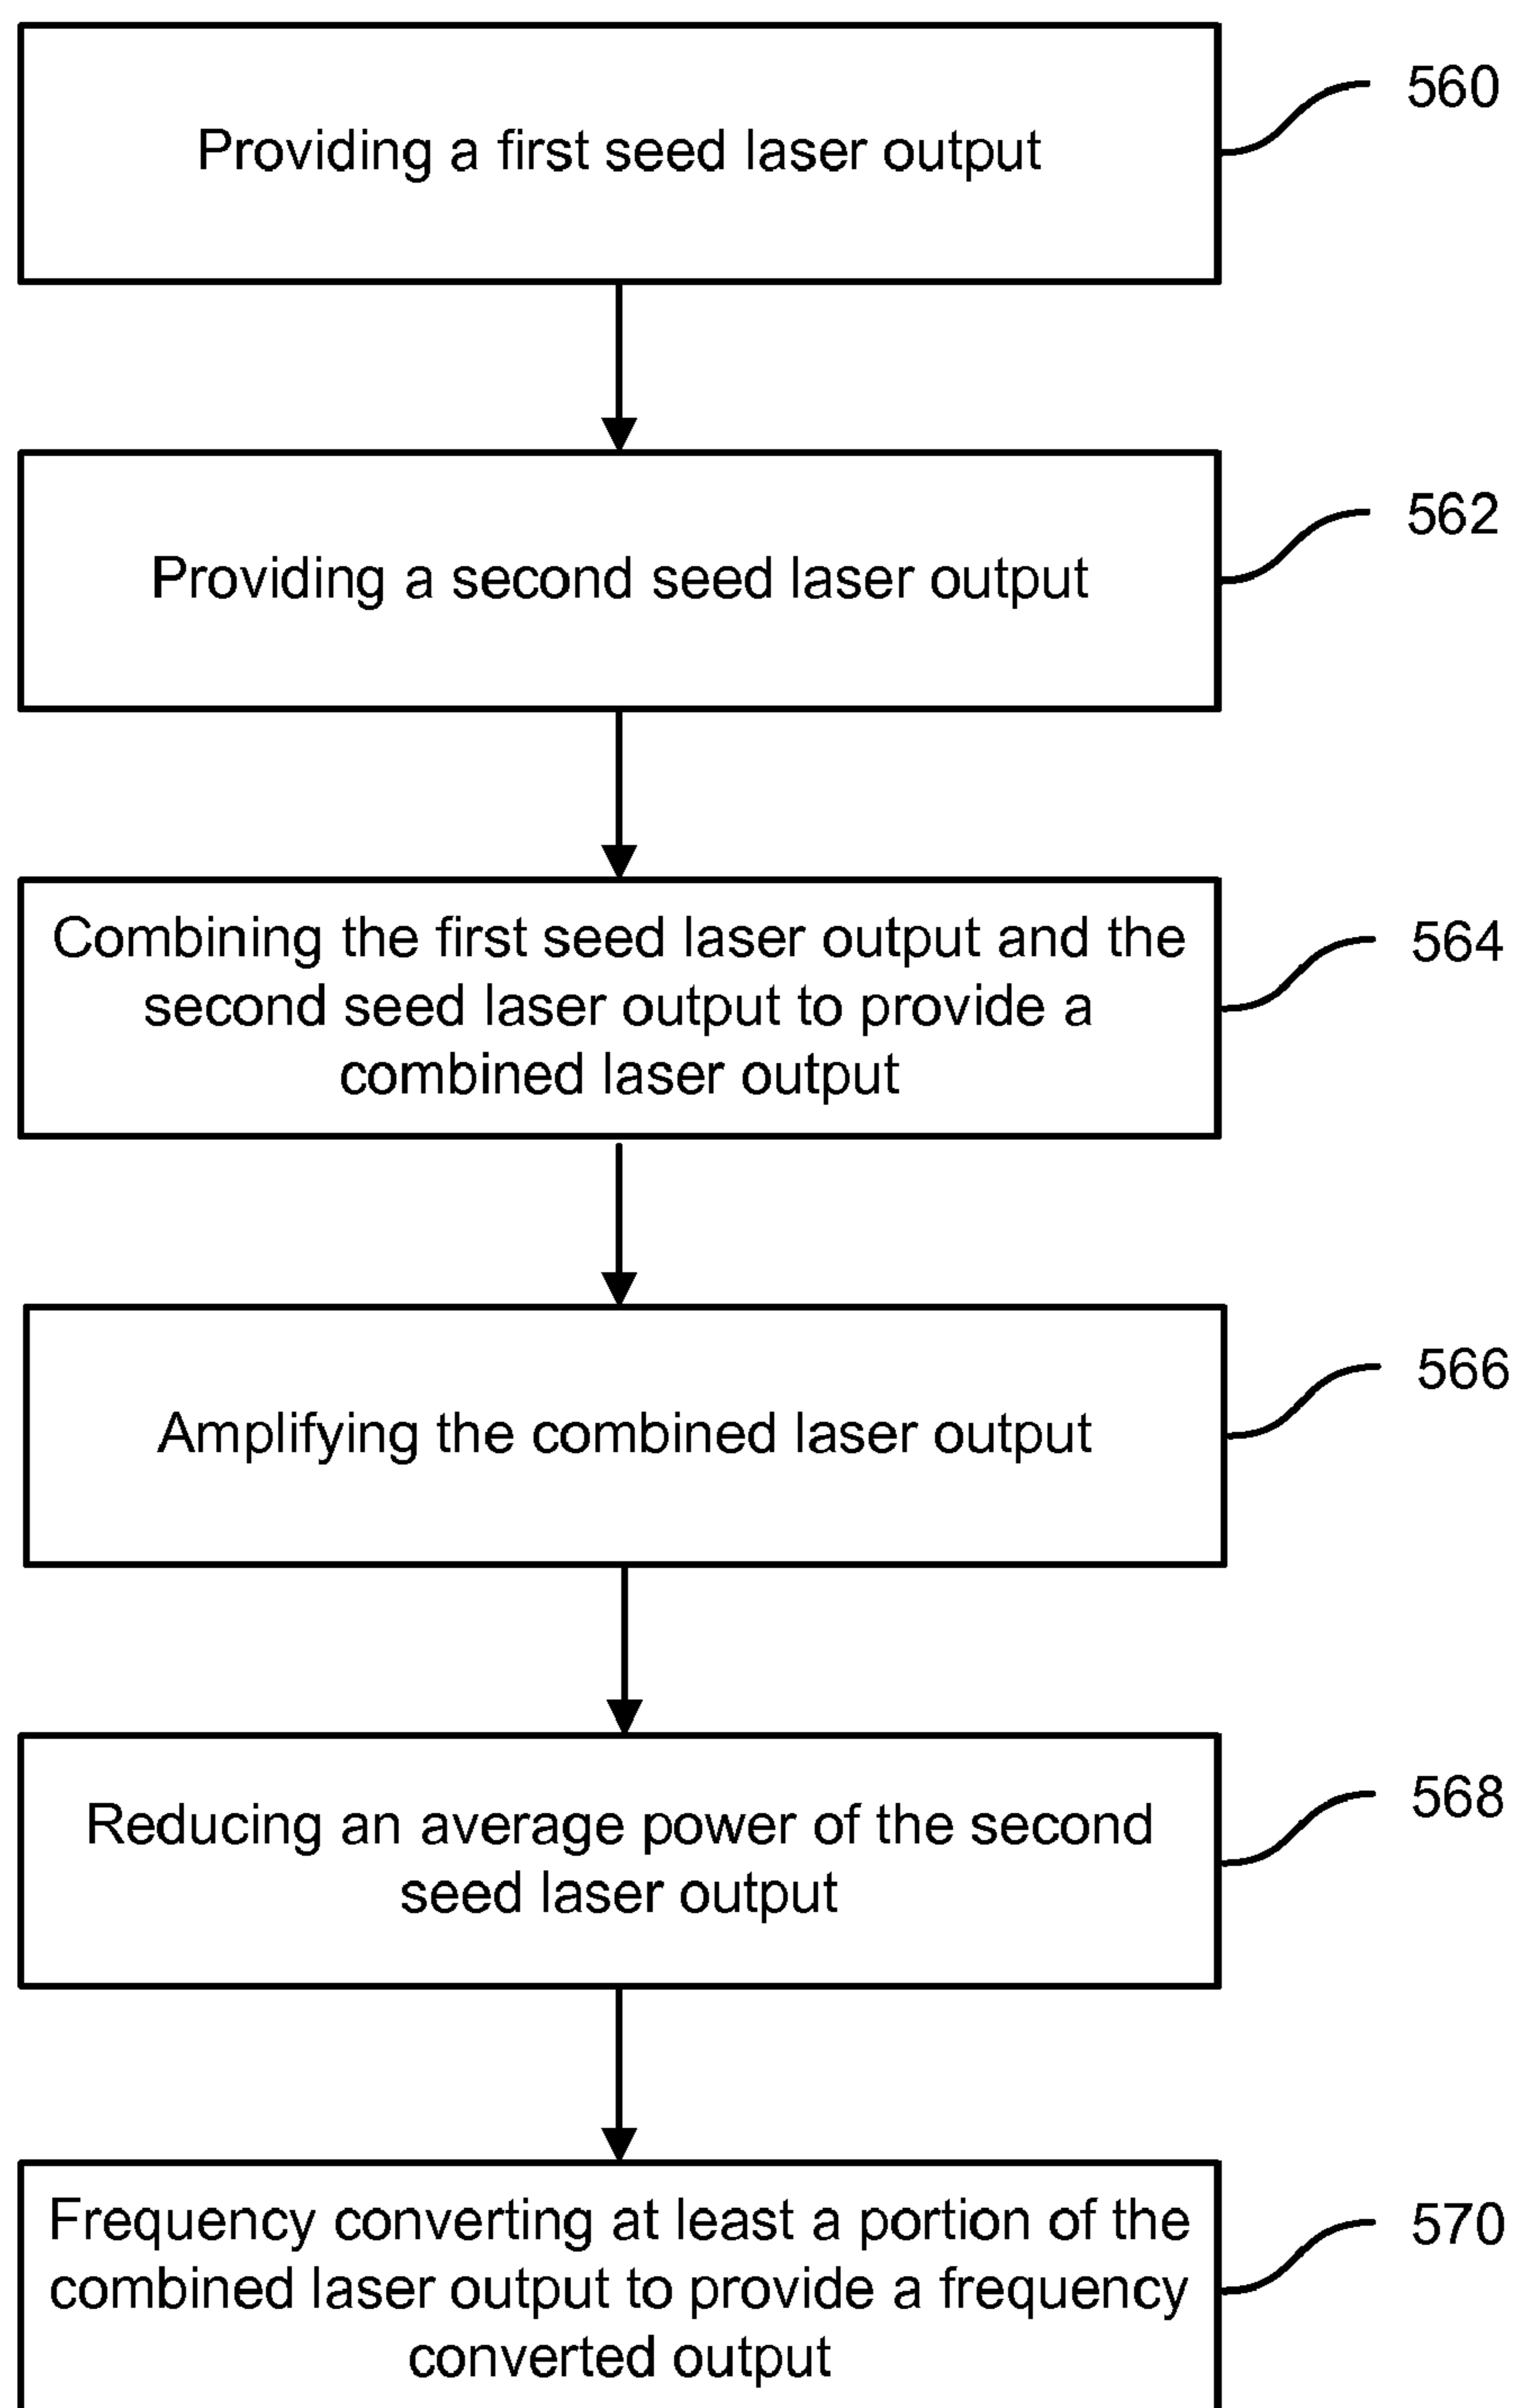 560
Providing a first seed laser output
562
Providing a second seed laser output
Combining the first seed laser output and the
564
second seed laser output to provide a
combined laser output
566
Amplifying the combined laser output
568
Reducing an average power of the second
seed laser output
Frequency converting at least a portion of the
570
combined laser output to provide a frequency
converted output